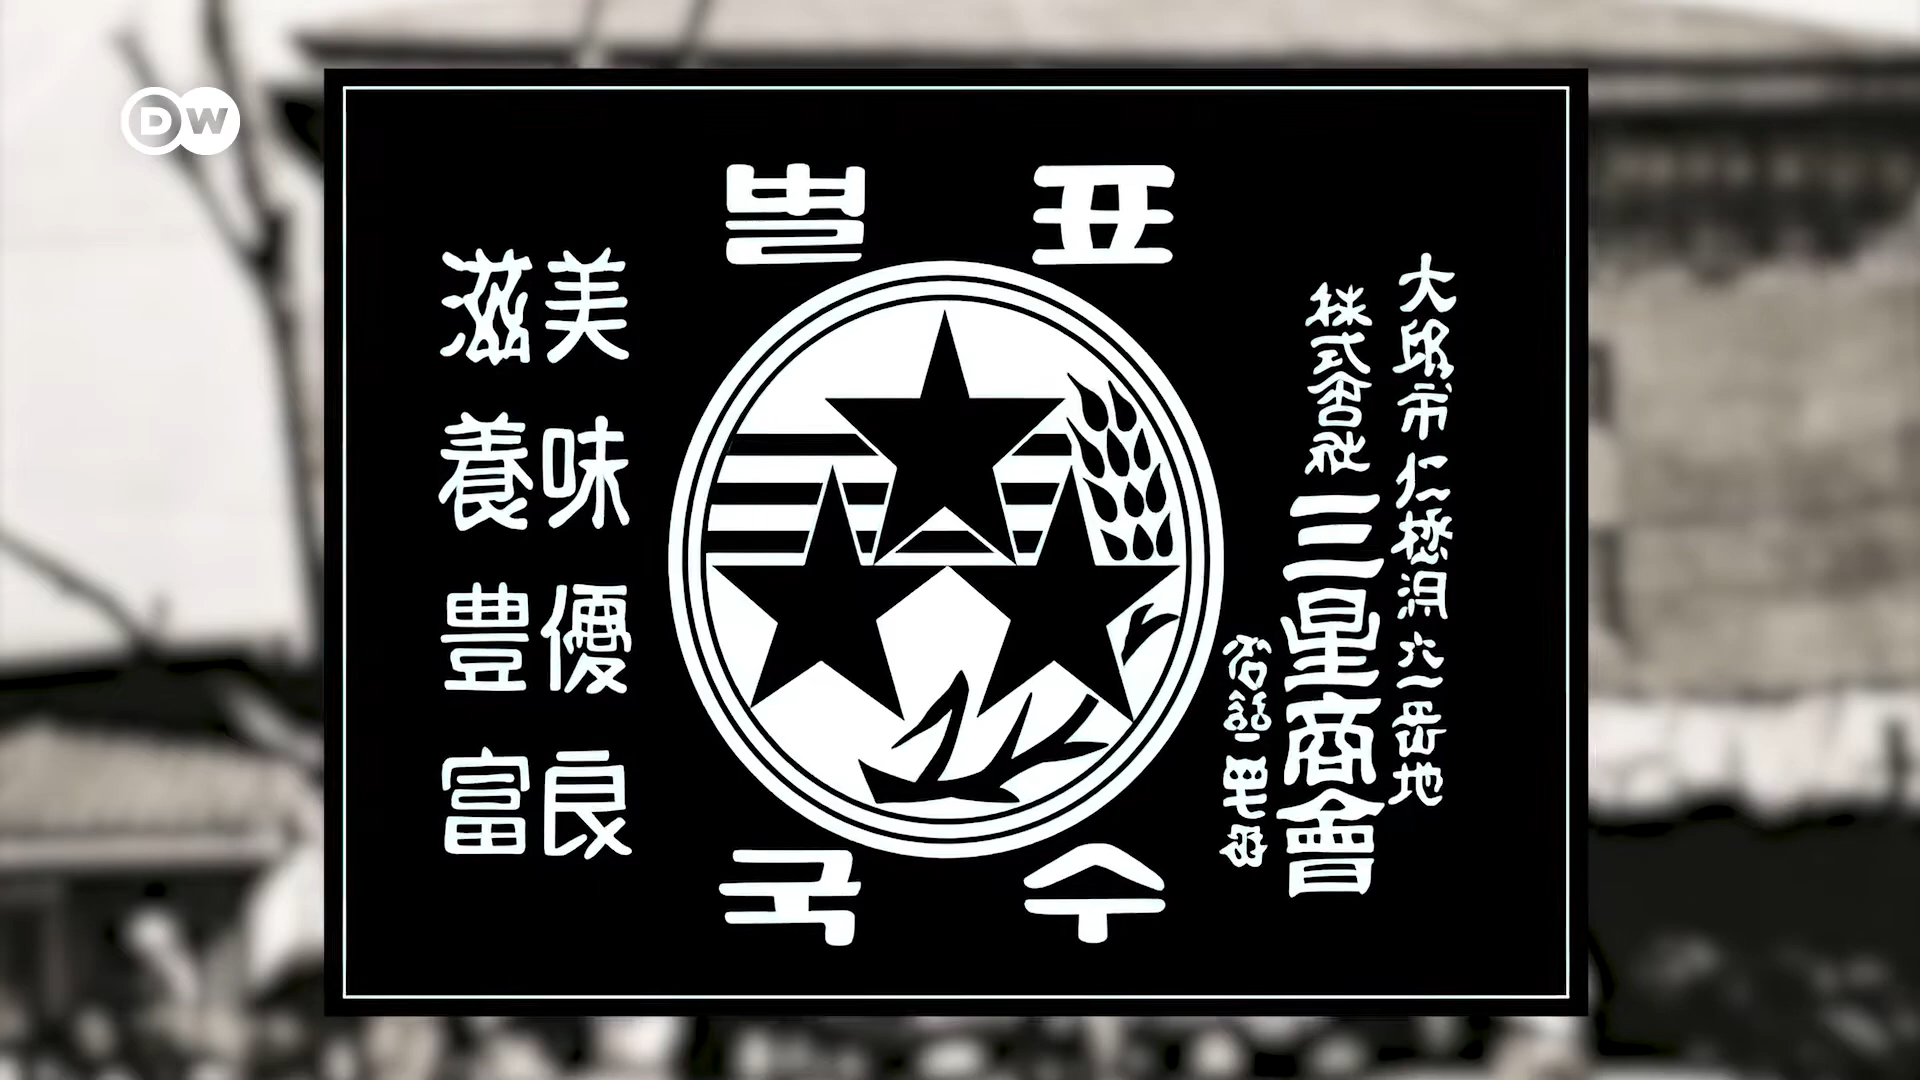 DW
별표
大邱市仁橋洞六一番地
株式會社 三星商會
美味優良
滋養豊富
국수